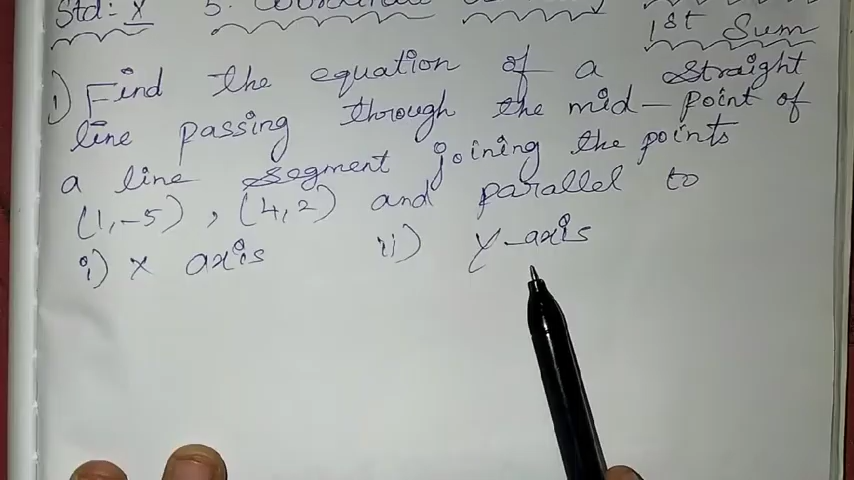 Std:- X 5. Coordinate
1st Sum
1) Find the equation of a straight
line passing through the mid-point of
a line segment joining the points
(1,-5), (4,2) and parallel to
i) X axis ii) Y-axis